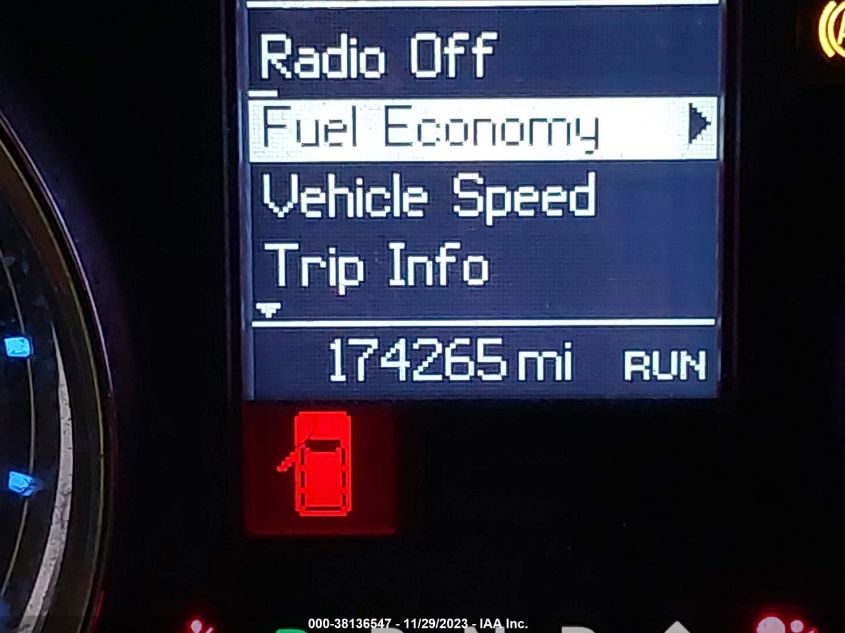 Radio Off
Fuel Economy
Vehicle Speed
Trip Info
174265 mi RUN
000-38136547 - 11/29/2023 - IAA Inc.